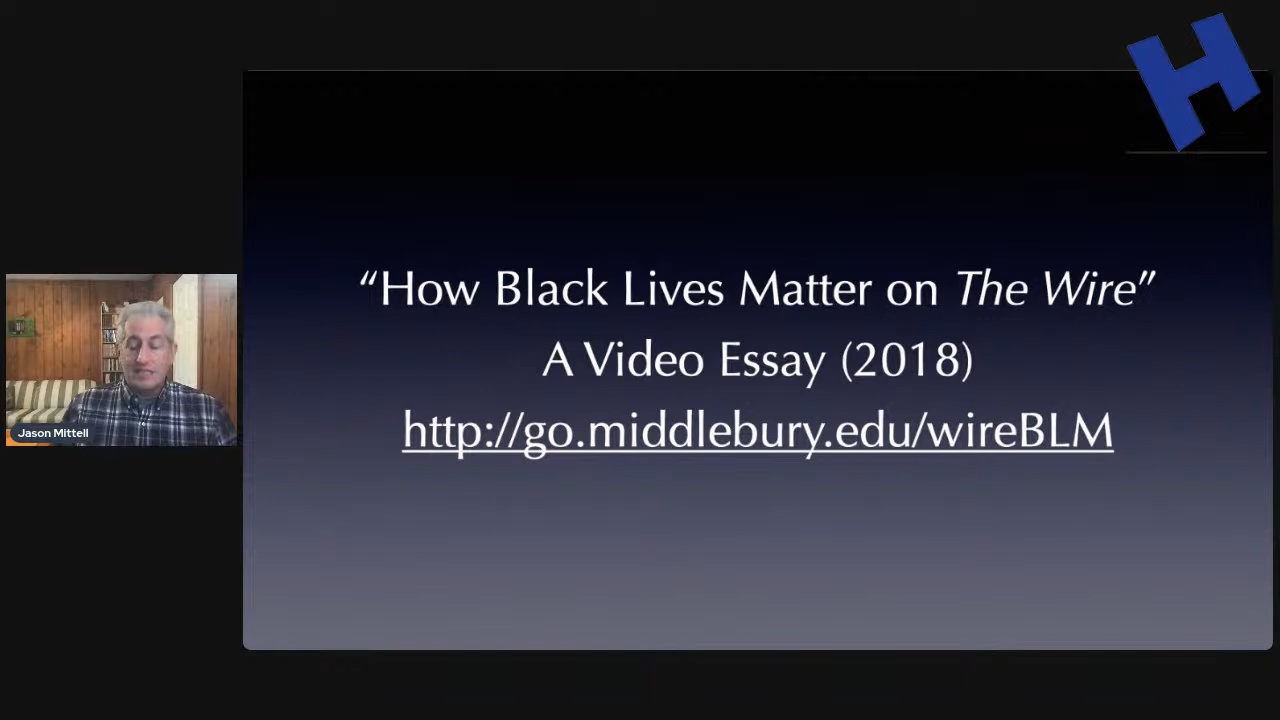 “How Black Lives Matter on The Wire”
A Video Essay (2018)
http://go.middlebury.edu/wireBLM
Jason Mittell
H